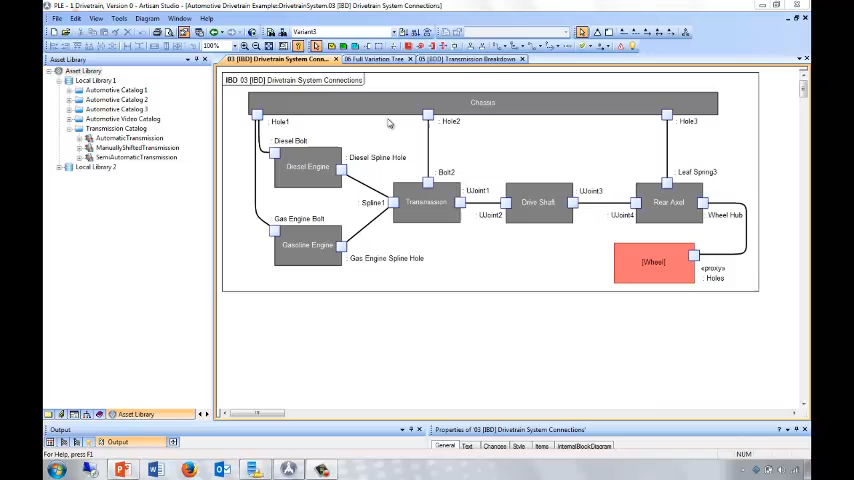 PLE - 1 Drivetrain, Version 0 - Artisan Studio - [Automotive Drivetrain Example:DrivetrainSystem.03 [IBD] Drivetrain System Connections]
File Edit View Tools Diagram Window Help
Variant3
100%
Asset Library
03 [IBD] Drivetrain System Conn...
06 Full Variation Tree
05 [IBD] Transmission Breakdown
Asset Library
Local Library 1
Automotive Catalog 1
Automotive Catalog 2
Automotive Catalog 3
Automotive Video Catalog
Transmission Catalog
AutomaticTransmission
ManuallyShiftedTransmission
SemiAutomaticTransmission
Local Library 2
IBD 03 [IBD] Drivetrain System Connections
Chassis
: Hole1
: Hole2
: Hole3
: Diesel Bolt
Diesel Engine
: Diesel Spline Hole
: Bolt2
: Leaf Spring3
: Spline1
Transmission
: UJoint1
: UJoint2
Drive Shaft
: UJoint3
: UJoint4
Rear Axel
: Wheel Hub
: Gas Engine Bolt
Gasoline Engine
: Gas Engine Spline Hole
[Wheel]
«proxy»
: Holes
Asset Library
Output
Properties of '03 [IBD] Drivetrain System Connections'
Output
General Text Changes Style Items InternalBlockDiagram
For Help, press F1
NUM